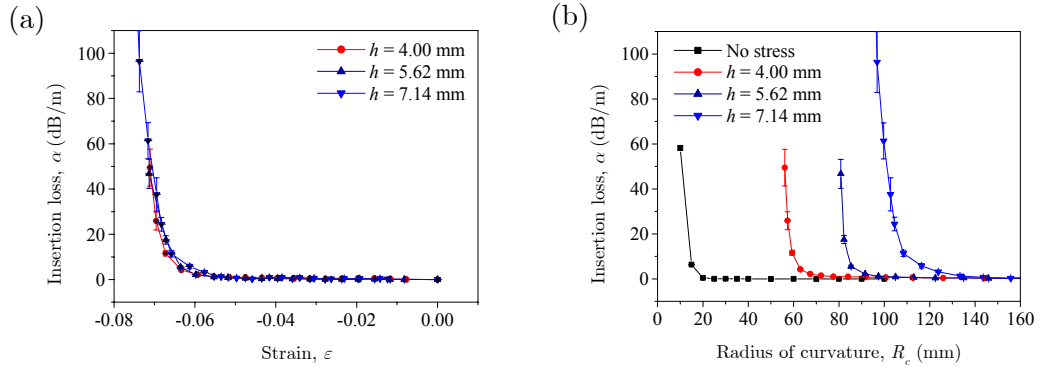 (a)
100
80
60
40
20
0
Insertion loss, α (dB/m)
-0.08
-0.06
-0.04
-0.02
0.00
Strain, ε
h = 4.00 mm
h = 5.62 mm
h = 7.14 mm
(b)
100
80
60
40
20
0
Insertion loss, α (dB/m)
0
20
40
60
80
100
120
140
160
Radius of curvature, R_c (mm)
No stress
h = 4.00 mm
h = 5.62 mm
h = 7.14 mm